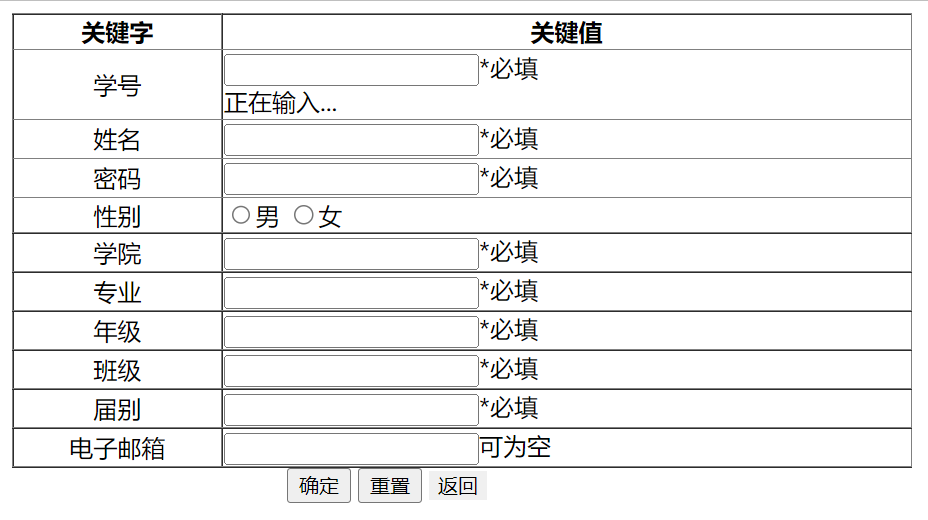 关键字 关键值
学号 *必填
正在输入...
姓名 *必填
密码 *必填
性别 男 女
学院 *必填
专业 *必填
年级 *必填
班级 *必填
届别 *必填
电子邮箱 可为空
确定 重置 返回